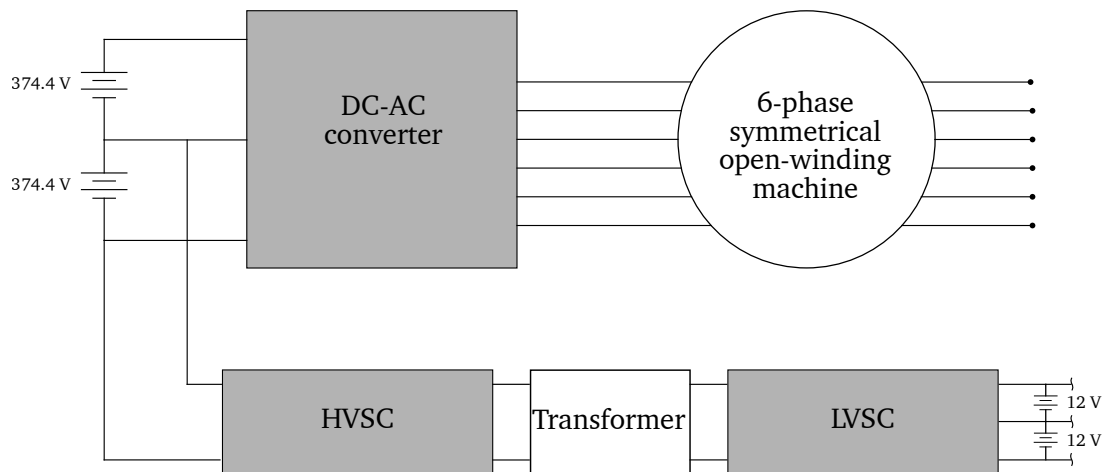 374.4 V
374.4 V
DC-AC
converter
6-phase
symmetrical
open-winding
machine
HVSC
Transformer
LVSC
12 V
12 V